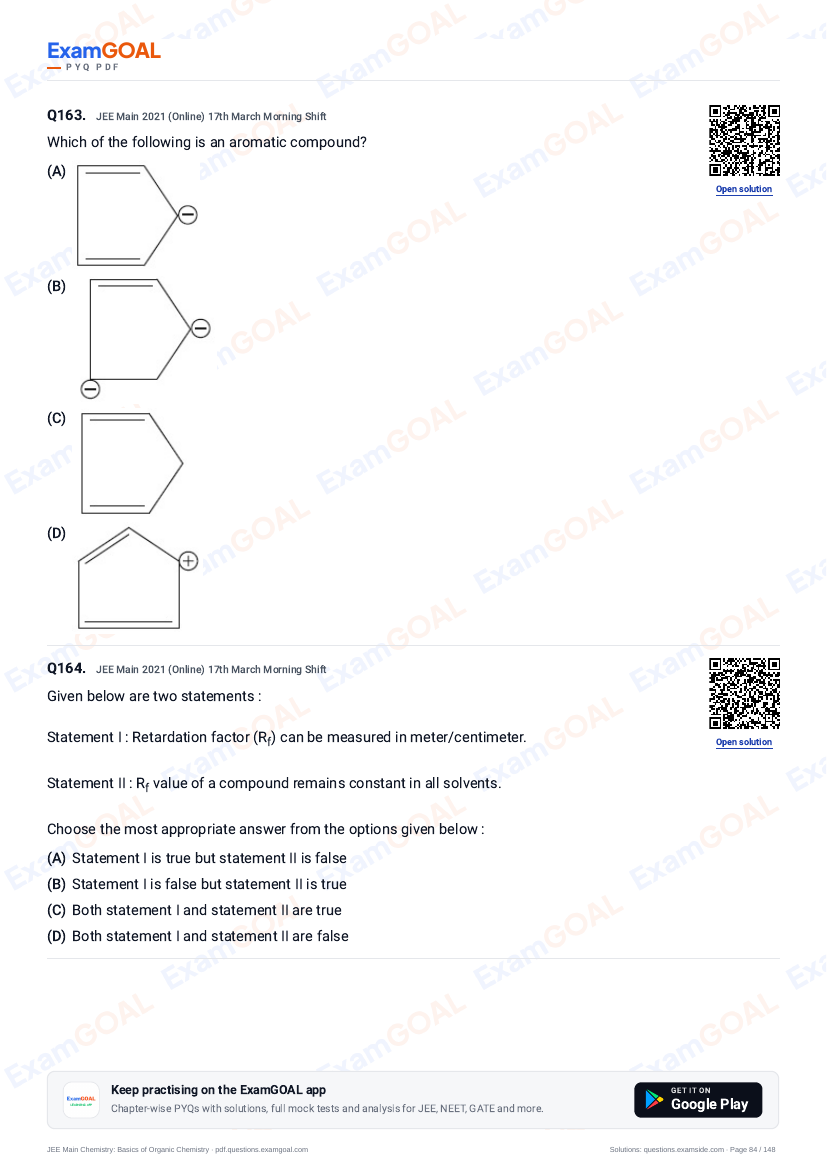 ExamGOAL
PYQ PDF
Q163. JEE Main 2021 (Online) 17th March Morning Shift
Which of the following is an aromatic compound?
Open solution
(A)
(B)
(C)
(D)
Q164. JEE Main 2021 (Online) 17th March Morning Shift
Given below are two statements :
Statement I : Retardation factor (Rf) can be measured in meter/centimeter.
Open solution
Statement II : Rf value of a compound remains constant in all solvents.
Choose the most appropriate answer from the options given below :
(A) Statement I is true but statement II is false
(B) Statement I is false but statement II is true
(C) Both statement I and statement II are true
(D) Both statement I and statement II are false
ExamGOAL
Keep practising on the ExamGOAL app
Chapter-wise PYQs with solutions, full mock tests and analysis for JEE, NEET, GATE and more.
GET IT ON
Google Play
JEE Main Chemistry: Basics of Organic Chemistry · pdf.questions.examgoal.com
Solutions: questions.examside.com · Page 84 / 148